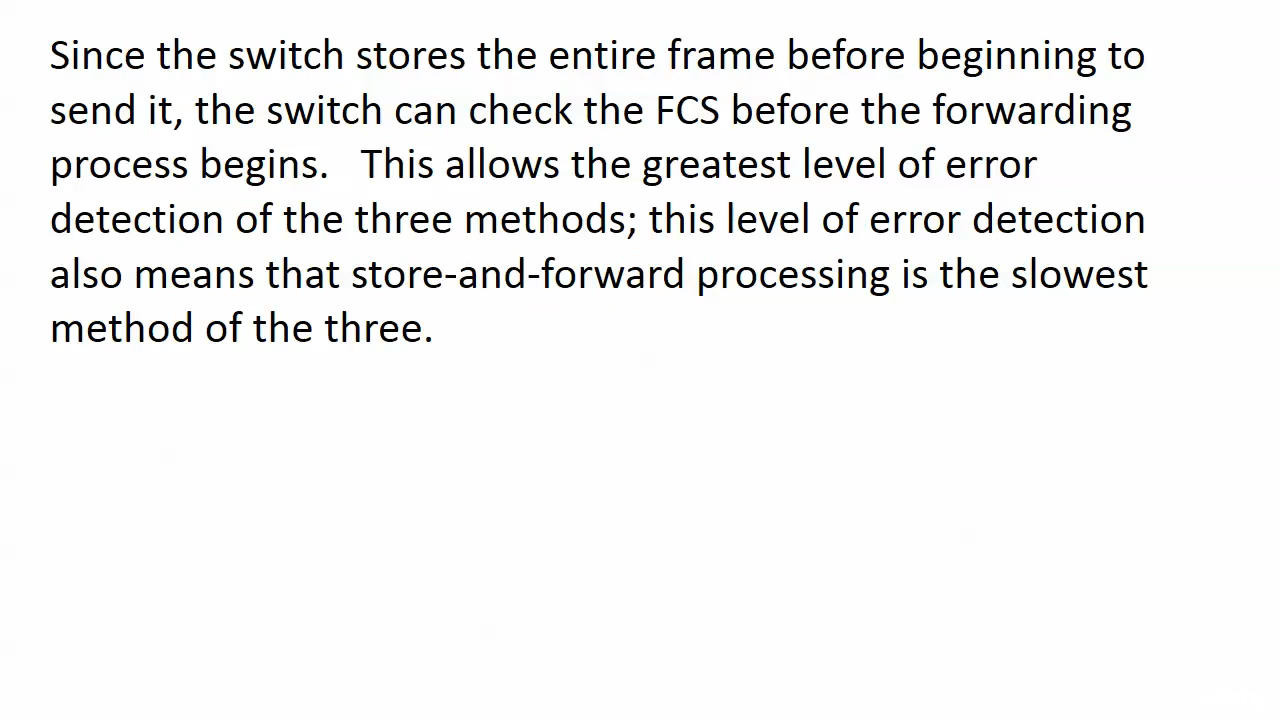 Since the switch stores the entire frame before beginning to
send it, the switch can check the FCS before the forwarding
process begins.   This allows the greatest level of error
detection of the three methods; this level of error detection
also means that store-and-forward processing is the slowest
method of the three.